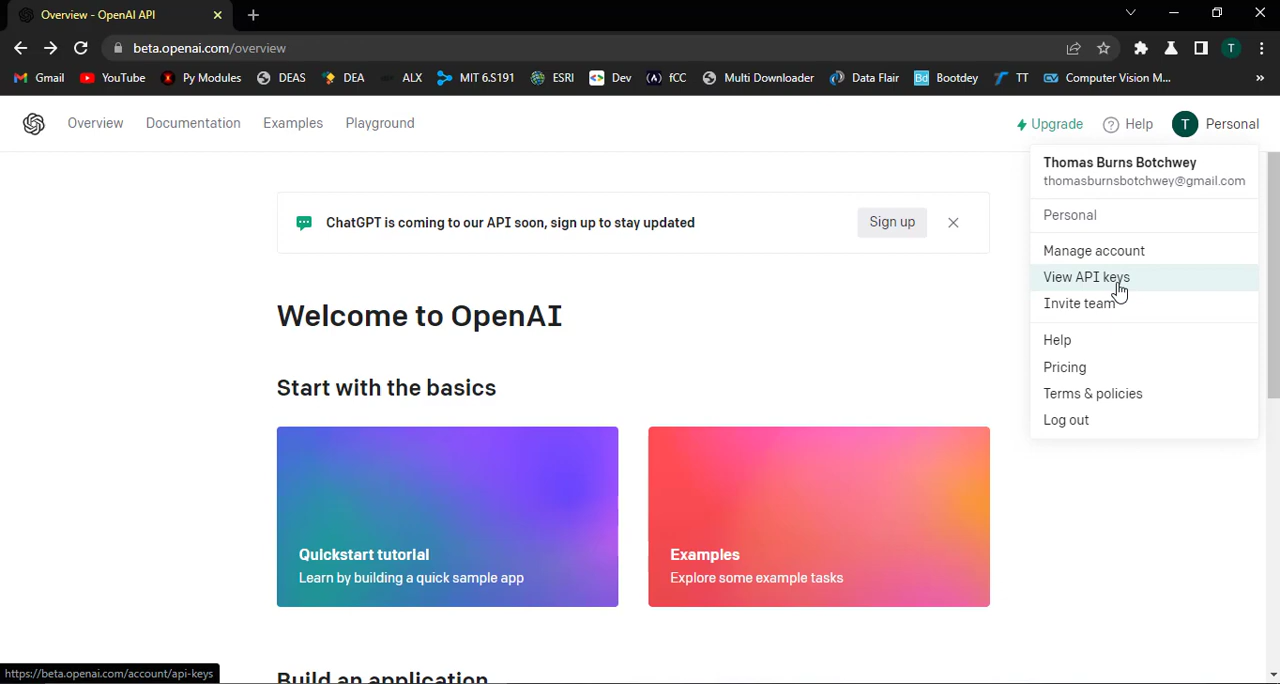 Overview - OpenAI API
beta.openai.com/overview
T
Gmail YouTube Py Modules DEAS DEA ALX MIT 6.S191 ESRI Dev fCC Multi Downloader Data Flair Bd Bootdey TT Computer Vision M... »
Overview Documentation Examples Playground Upgrade Help T Personal
Thomas Burns Botchwey
thomasburnsbotchwey@gmail.com
Personal
Manage account
View API keys
Invite team
Help
Pricing
Terms & policies
Log out
ChatGPT is coming to our API soon, sign up to stay updated Sign up
Welcome to OpenAI
Start with the basics
Quickstart tutorial
Learn by building a quick sample app
Examples
Explore some example tasks
Build an application
https://beta.openai.com/account/api-keys